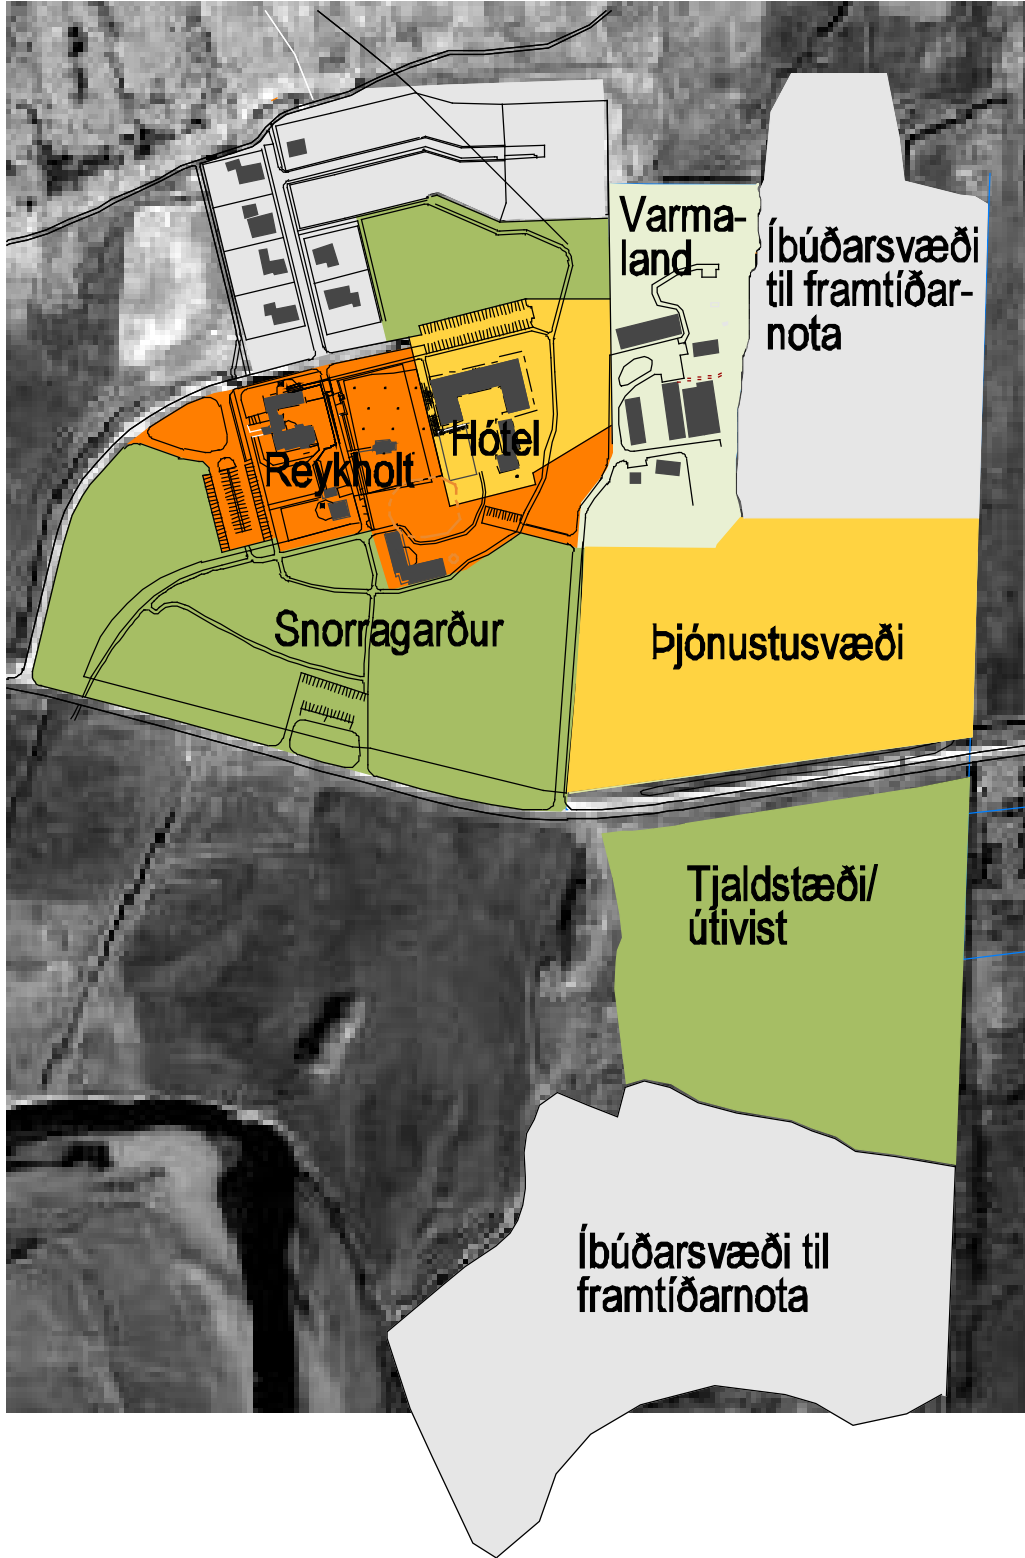 Varma-
land
Íbúðarsvæði
til framtíðar-
nota
Hótel
Reykholt
Snorragarður
Þjónustusvæði
Tjaldstæði/
útivist
Íbúðarsvæði til
framtíðarnota